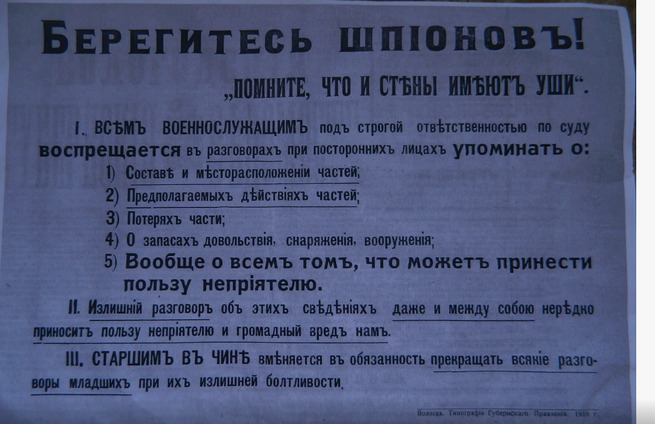 БЕРЕГИТЕСЬ ШПІОНОВЪ!
„ПОМНИТЕ, ЧТО И СТѢНЫ ИМѢЮТЪ УШИ“.
I. ВСѢМЪ ВОЕННОСЛУЖАЩИМЪ подъ строгой отвѣтственностью по суду
воспрещается въ разговорахъ при постороннихъ лицахъ упоминать о:
1) Составѣ и мѣсторасположеніи частей;
2) Предполагаемыхъ дѣйствіяхъ частей;
3) Потеряхъ части;
4) О запасахъ довольствія, снаряженія, вооруженія;
5) Вообще о всемъ томъ, что можетъ принести
пользу непріятелю.
II. Излишній разговоръ объ этихъ свѣдѣніяхъ даже и между собою нерѣдко
приноситъ пользу непріятелю и громадный вредъ намъ.
III. СТАРШИМЪ ВЪ ЧИНѢ вмѣняется въ обязанность прекращать всякіе разго-
воры младшихъ при ихъ излишней болтливости.
Вологда. Типографія Губернскаго Правленія.